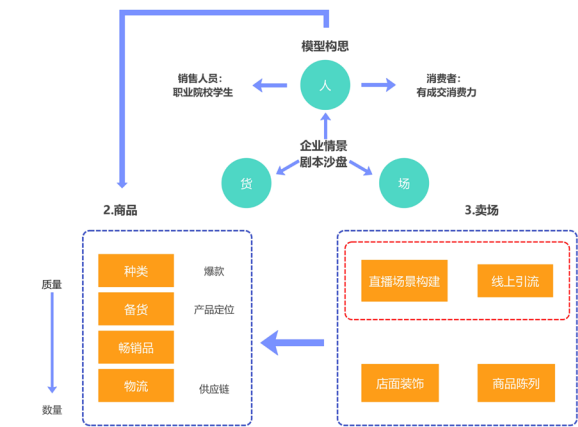 模型构思
销售人员：
职业院校学生
人
消费者：
有成交消费力
企业情景
剧本沙盘
货
场
2.商品
3.卖场
质量
数量
种类
爆款
备货
产品定位
畅销品
物流
供应链
直播场景构建
线上引流
店面装饰
商品陈列